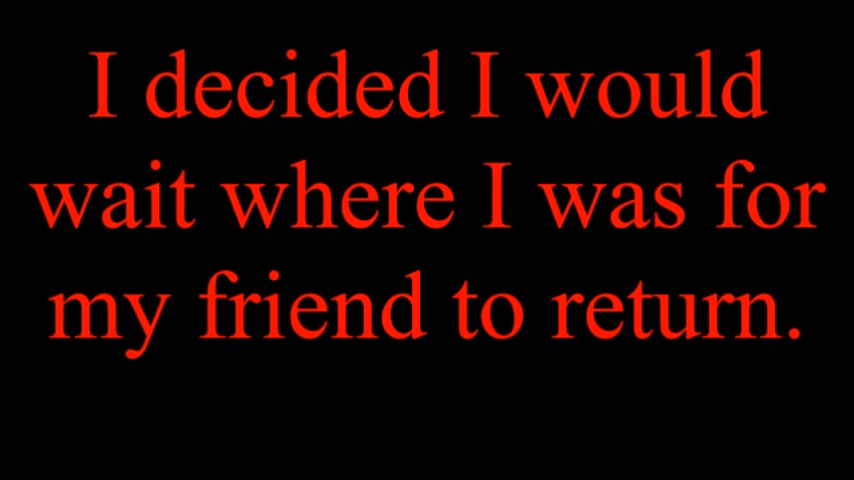 I decided I would
wait where I was for
my friend to return.